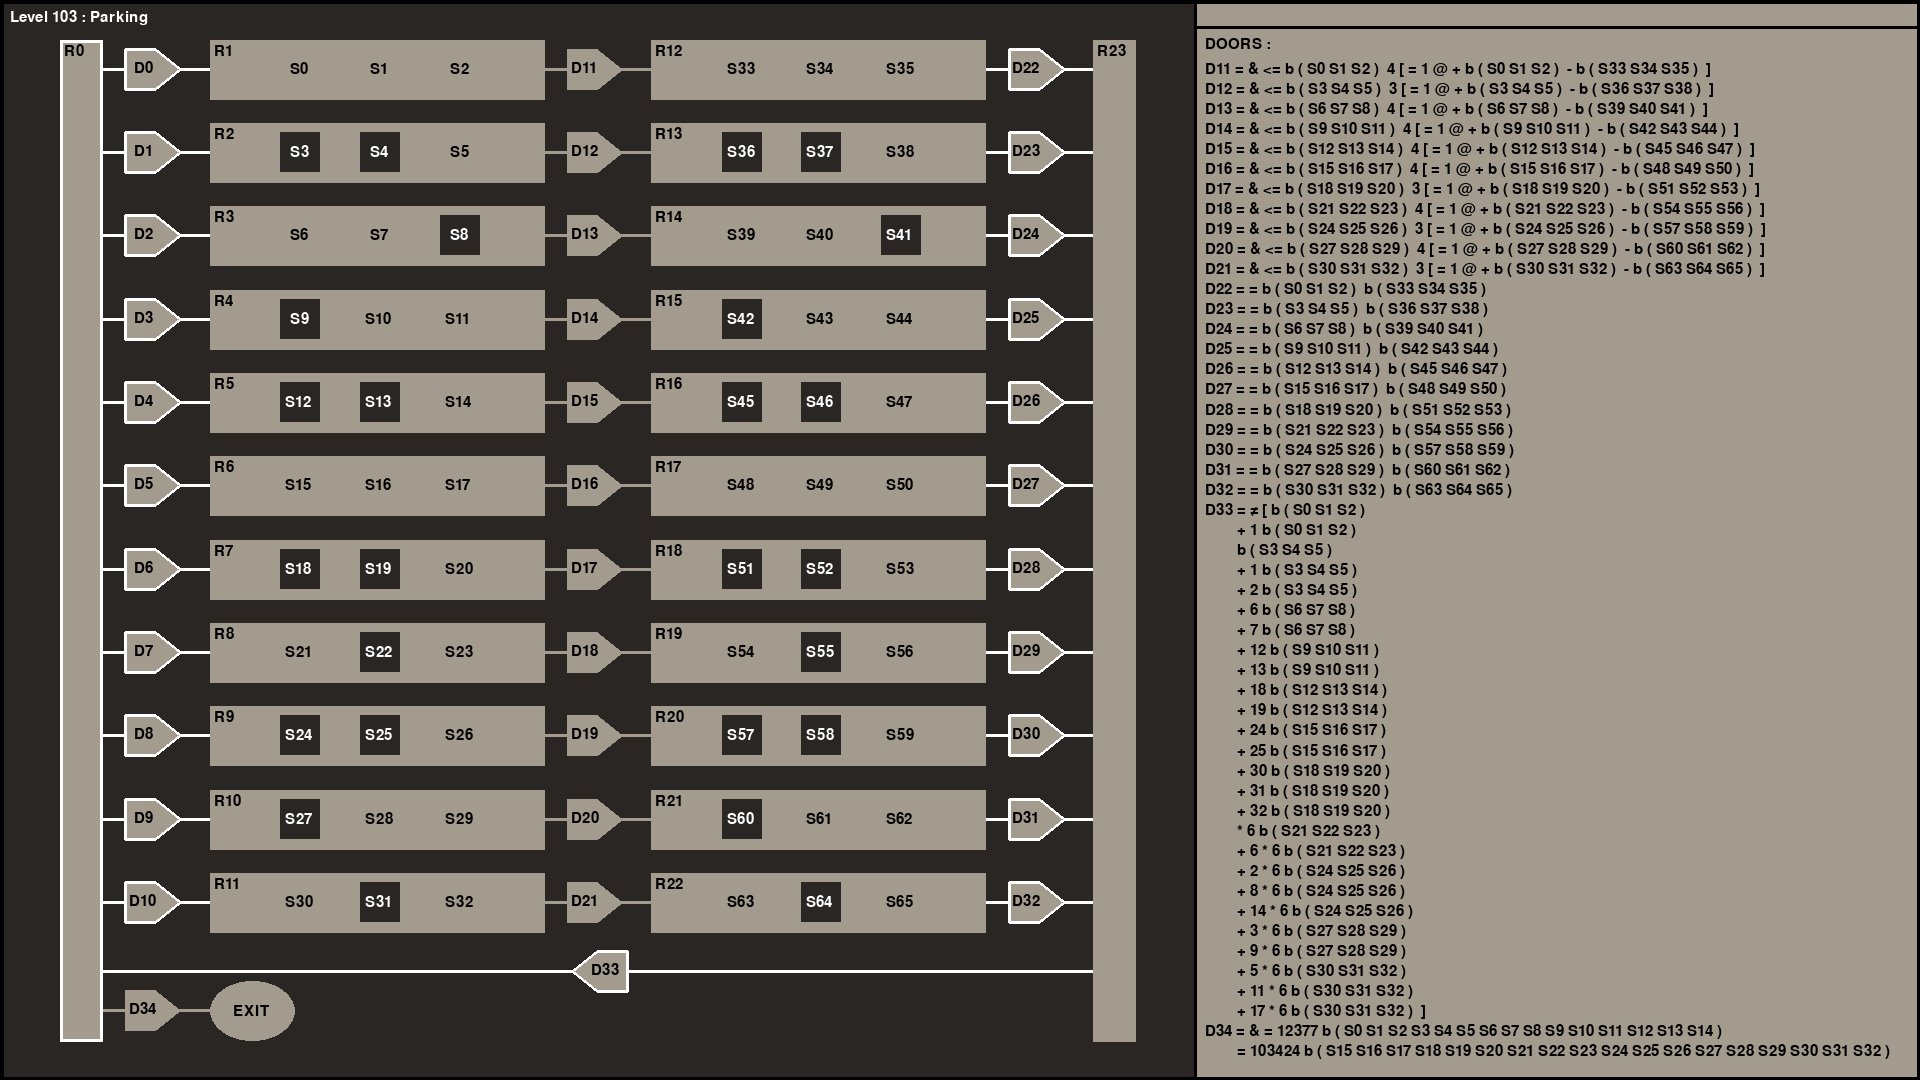 Level 103 : Parking
R0 D0 R1 S0 S1 S2 D11 R12 S33 S34 S35 D22 R23
D1 R2 S3 S4 S5 D12 R13 S36 S37 S38 D23
D2 R3 S6 S7 S8 D13 R14 S39 S40 S41 D24
D3 R4 S9 S10 S11 D14 R15 S42 S43 S44 D25
D4 R5 S12 S13 S14 D15 R16 S45 S46 S47 D26
D5 R6 S15 S16 S17 D16 R17 S48 S49 S50 D27
D6 R7 S18 S19 S20 D17 R18 S51 S52 S53 D28
D7 R8 S21 S22 S23 D18 R19 S54 S55 S56 D29
D8 R9 S24 S25 S26 D19 R20 S57 S58 S59 D30
D9 R10 S27 S28 S29 D20 R21 S60 S61 S62 D31
D10 R11 S30 S31 S32 D21 R22 S63 S64 S65 D32
D33
D34 EXIT
DOORS :
D11 = & <= b ( S0 S1 S2 ) 4 [ = 1 @ + b ( S0 S1 S2 ) - b ( S33 S34 S35 ) ]
D12 = & <= b ( S3 S4 S5 ) 3 [ = 1 @ + b ( S3 S4 S5 ) - b ( S36 S37 S38 ) ]
D13 = & <= b ( S6 S7 S8 ) 4 [ = 1 @ + b ( S6 S7 S8 ) - b ( S39 S40 S41 ) ]
D14 = & <= b ( S9 S10 S11 ) 4 [ = 1 @ + b ( S9 S10 S11 ) - b ( S42 S43 S44 ) ]
D15 = & <= b ( S12 S13 S14 ) 4 [ = 1 @ + b ( S12 S13 S14 ) - b ( S45 S46 S47 ) ]
D16 = & <= b ( S15 S16 S17 ) 4 [ = 1 @ + b ( S15 S16 S17 ) - b ( S48 S49 S50 ) ]
D17 = & <= b ( S18 S19 S20 ) 3 [ = 1 @ + b ( S18 S19 S20 ) - b ( S51 S52 S53 ) ]
D18 = & <= b ( S21 S22 S23 ) 4 [ = 1 @ + b ( S21 S22 S23 ) - b ( S54 S55 S56 ) ]
D19 = & <= b ( S24 S25 S26 ) 3 [ = 1 @ + b ( S24 S25 S26 ) - b ( S57 S58 S59 ) ]
D20 = & <= b ( S27 S28 S29 ) 4 [ = 1 @ + b ( S27 S28 S29 ) - b ( S60 S61 S62 ) ]
D21 = & <= b ( S30 S31 S32 ) 3 [ = 1 @ + b ( S30 S31 S32 ) - b ( S63 S64 S65 ) ]
D22 = = b ( S0 S1 S2 ) b ( S33 S34 S35 )
D23 = = b ( S3 S4 S5 ) b ( S36 S37 S38 )
D24 = = b ( S6 S7 S8 ) b ( S39 S40 S41 )
D25 = = b ( S9 S10 S11 ) b ( S42 S43 S44 )
D26 = = b ( S12 S13 S14 ) b ( S45 S46 S47 )
D27 = = b ( S15 S16 S17 ) b ( S48 S49 S50 )
D28 = = b ( S18 S19 S20 ) b ( S51 S52 S53 )
D29 = = b ( S21 S22 S23 ) b ( S54 S55 S56 )
D30 = = b ( S24 S25 S26 ) b ( S57 S58 S59 )
D31 = = b ( S27 S28 S29 ) b ( S60 S61 S62 )
D32 = = b ( S30 S31 S32 ) b ( S63 S64 S65 )
D33 = ≠ [ b ( S0 S1 S2 )
+ 1 b ( S0 S1 S2 )
b ( S3 S4 S5 )
+ 1 b ( S3 S4 S5 )
+ 2 b ( S3 S4 S5 )
+ 6 b ( S6 S7 S8 )
+ 7 b ( S6 S7 S8 )
+ 12 b ( S9 S10 S11 )
+ 13 b ( S9 S10 S11 )
+ 18 b ( S12 S13 S14 )
+ 19 b ( S12 S13 S14 )
+ 24 b ( S15 S16 S17 )
+ 25 b ( S15 S16 S17 )
+ 30 b ( S18 S19 S20 )
+ 31 b ( S18 S19 S20 )
+ 32 b ( S18 S19 S20 )
* 6 b ( S21 S22 S23 )
+ 6 * 6 b ( S21 S22 S23 )
+ 2 * 6 b ( S24 S25 S26 )
+ 8 * 6 b ( S24 S25 S26 )
+ 14 * 6 b ( S24 S25 S26 )
+ 3 * 6 b ( S27 S28 S29 )
+ 9 * 6 b ( S27 S28 S29 )
+ 5 * 6 b ( S30 S31 S32 )
+ 11 * 6 b ( S30 S31 S32 )
+ 17 * 6 b ( S30 S31 S32 ) ]
D34 = & = 12377 b ( S0 S1 S2 S3 S4 S5 S6 S7 S8 S9 S10 S11 S12 S13 S14 )
= 103424 b ( S15 S16 S17 S18 S19 S20 S21 S22 S23 S24 S25 S26 S27 S28 S29 S30 S31 S32 )